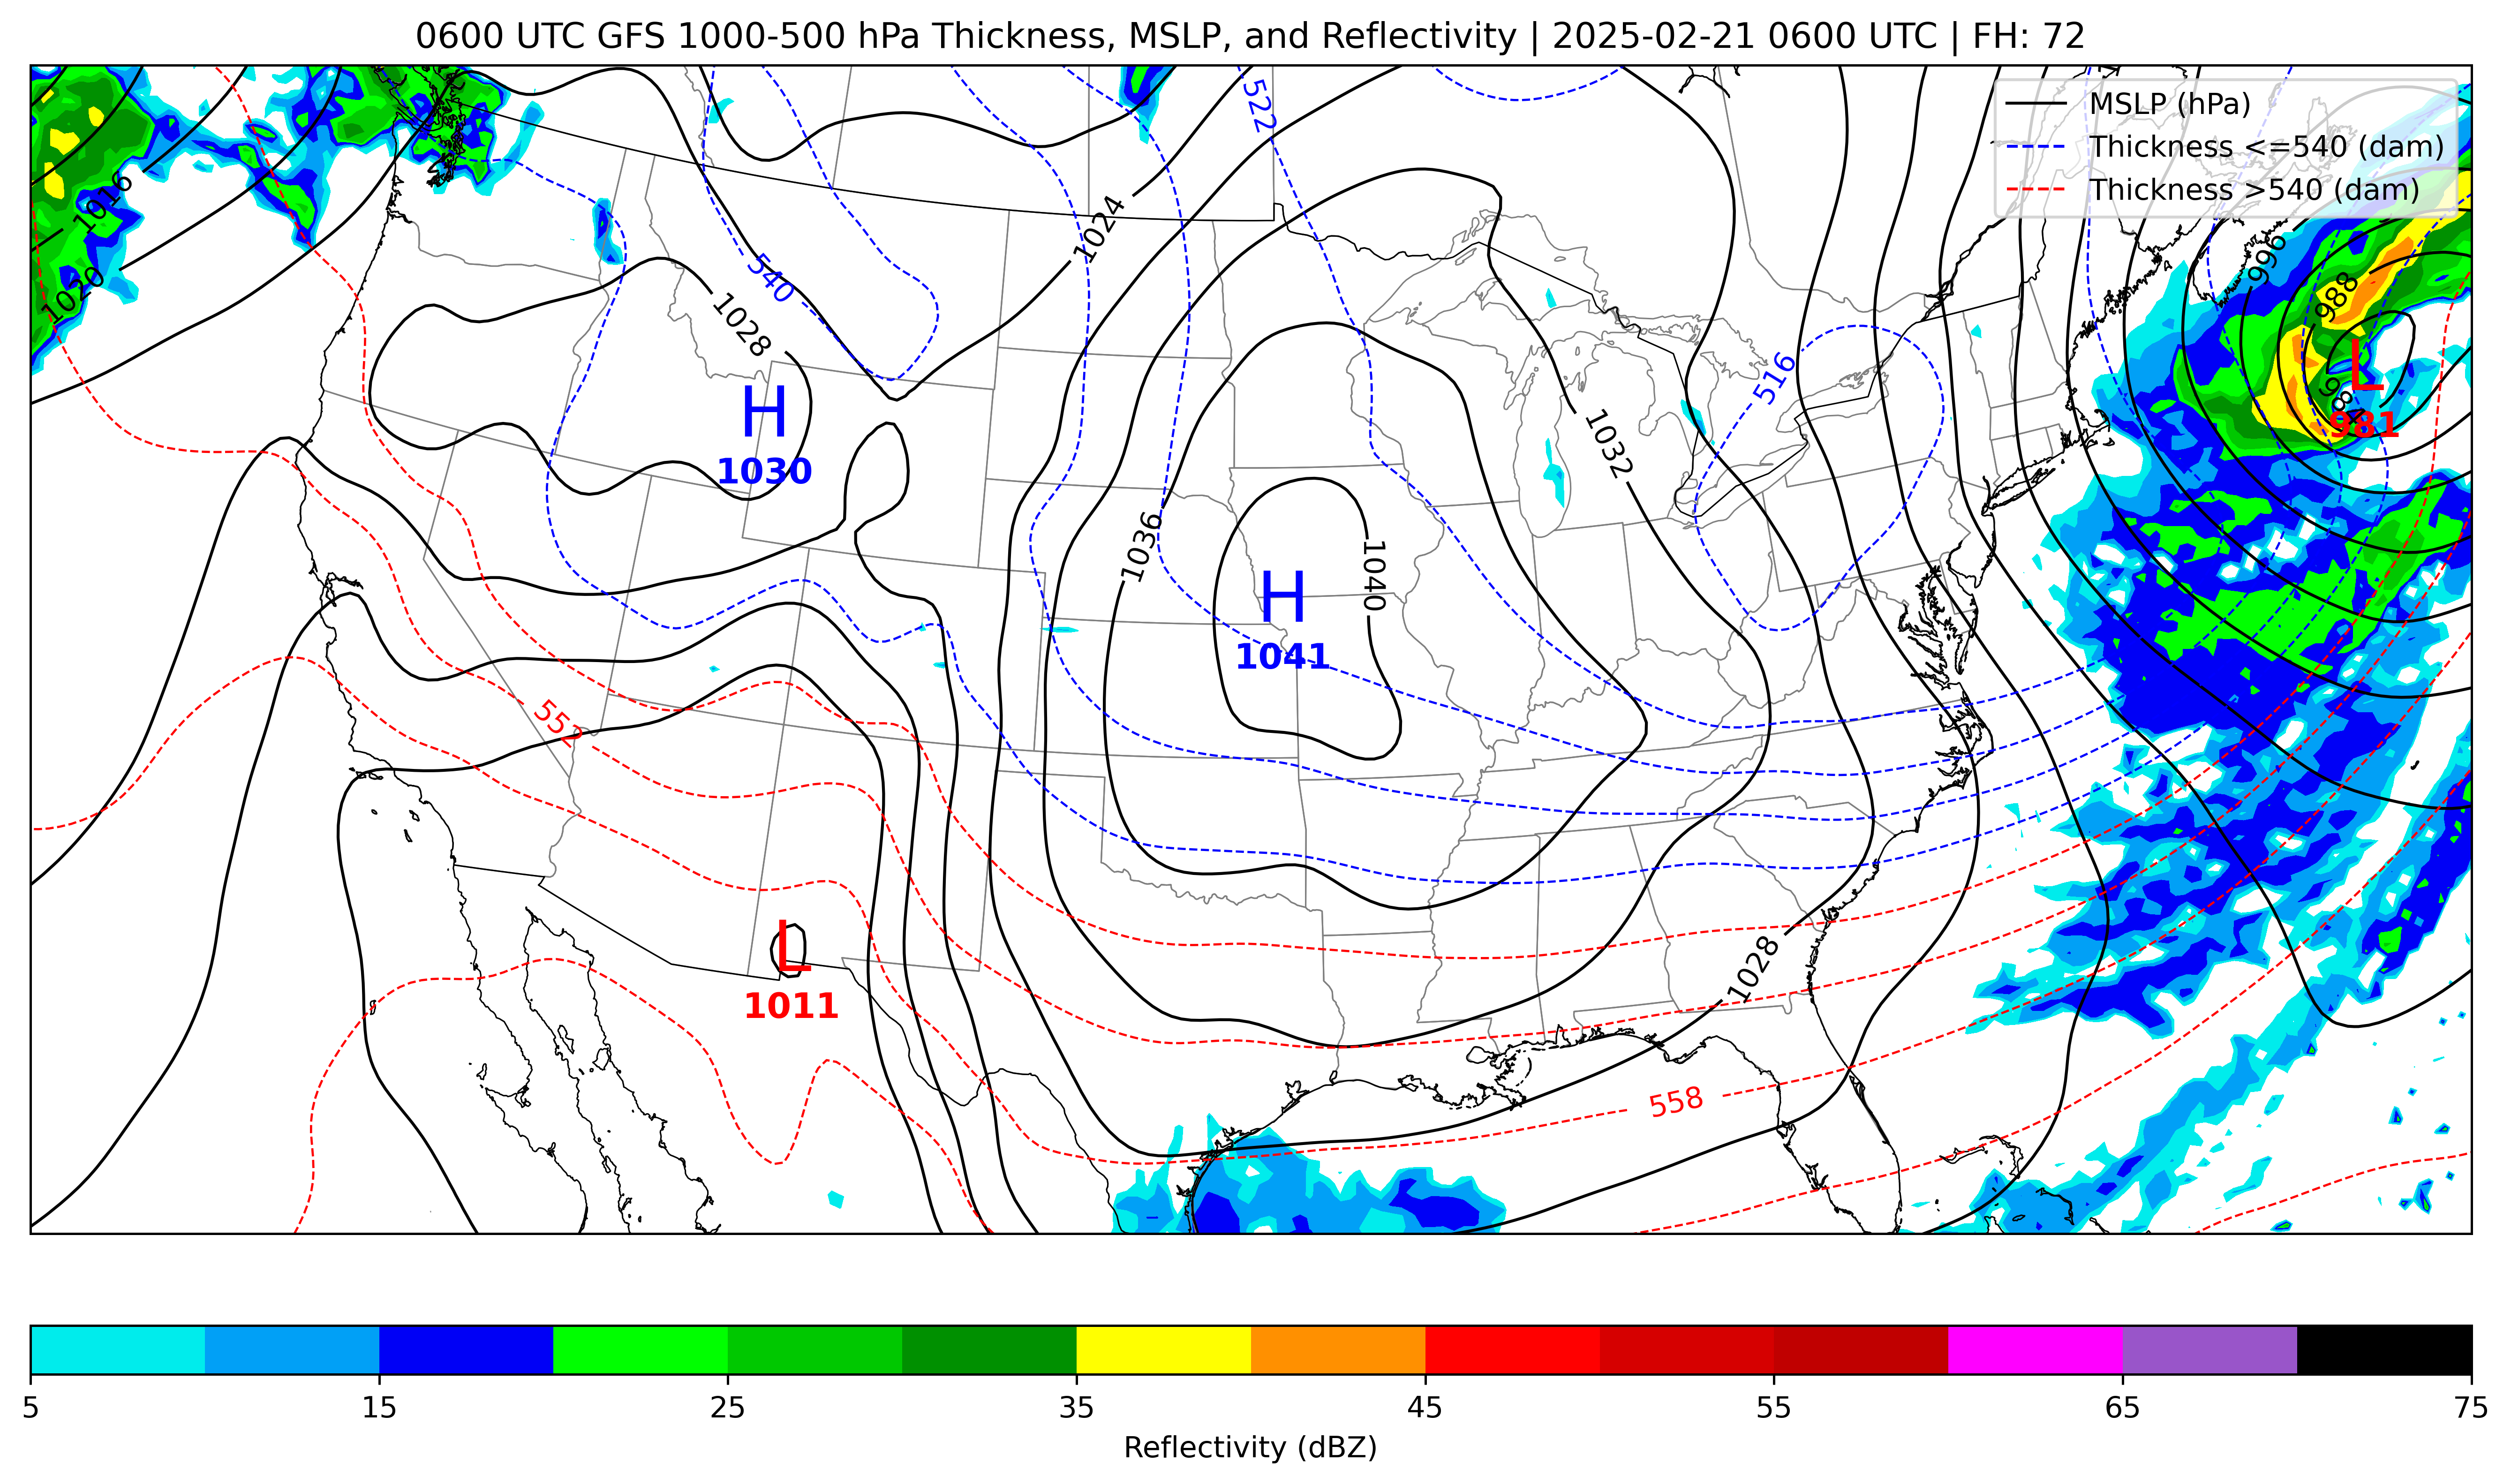 0600 UTC GFS 1000-500 hPa Thickness, MSLP, and Reflectivity | 2025-02-21 0600 UTC | FH: 72
MSLP (hPa)
Thickness <=540 (dam)
Thickness >540 (dam)
522
1016
1024
996
1020
540
988
1028
516
L
984
981
H
1030
1032
1036
1040
H
1041
552
L
1011
1028
558
5 15 25 35 45 55 65 75
Reflectivity (dBZ)